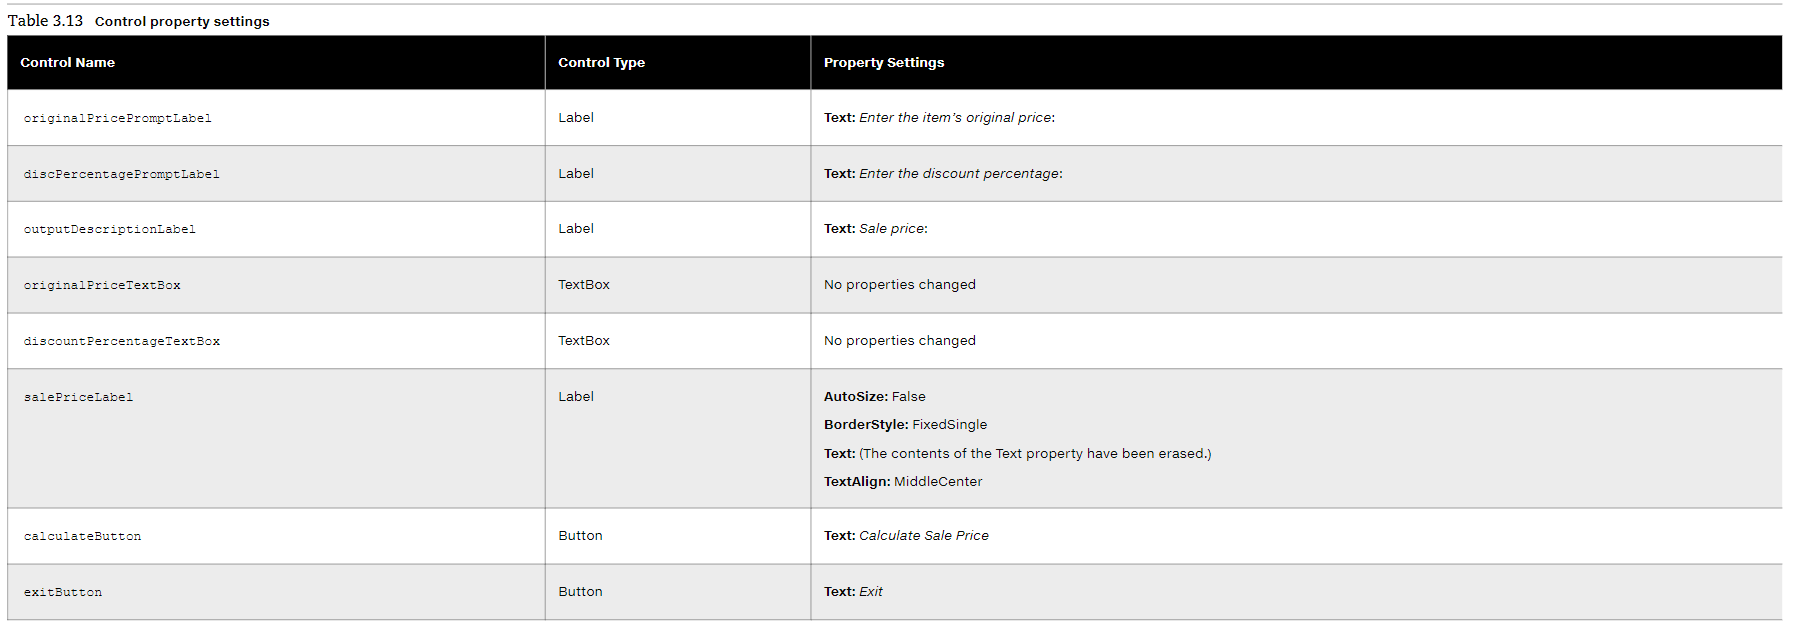 Table 3.13 Control property settings
Control Name Control Type Property Settings
originalPricePromptLabel Label Text: Enter the item's original price:
discPercentagePromptLabel Label Text: Enter the discount percentage:
outputDescriptionLabel Label Text: Sale price:
originalPriceTextBox TextBox No properties changed
discountPercentageTextBox TextBox No properties changed
salePriceLabel Label AutoSize: False
BorderStyle: FixedSingle
Text: (The contents of the Text property have been erased.)
TextAlign: MiddleCenter
calculateButton Button Text: Calculate Sale Price
exitButton Button Text: Exit